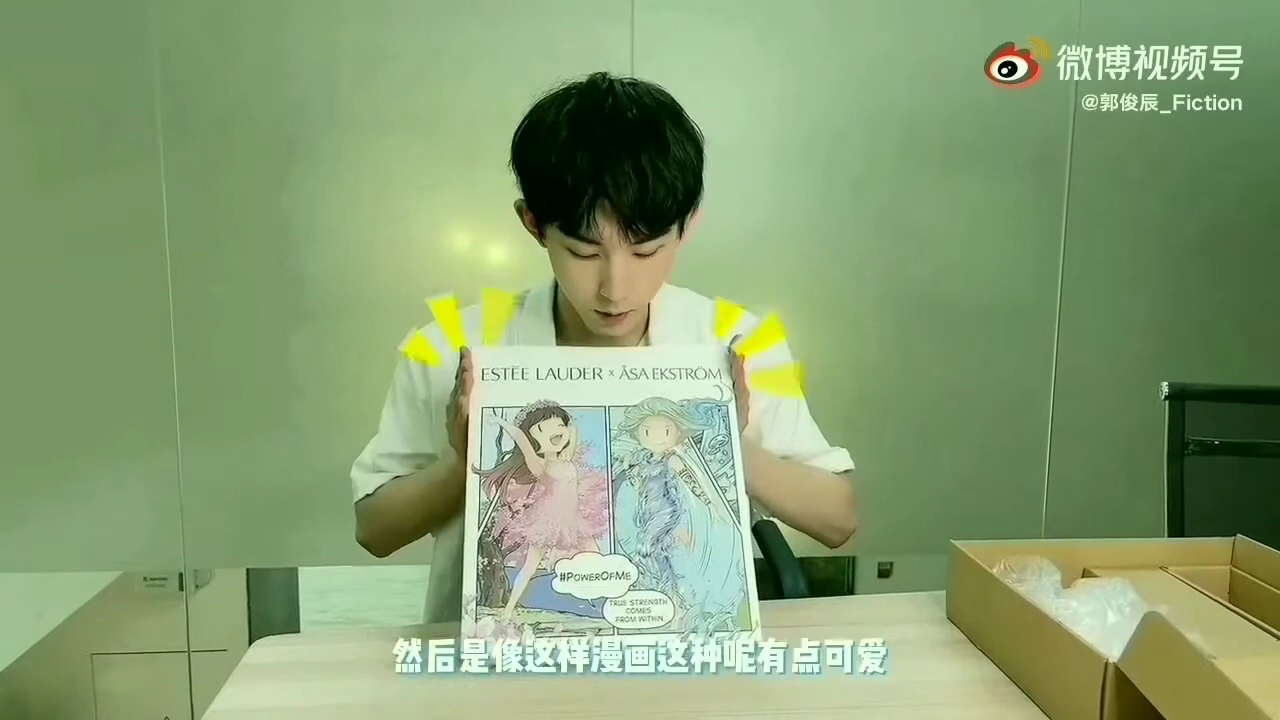 微博视频号
@郭俊辰_Fiction
ESTĒE LAUDER × ÅSA EKSTRÖM
#POWEROFME
TRUE STRENGTH
COMES
FROM WITHIN.
然后是像这样漫画这种呢有点可爱